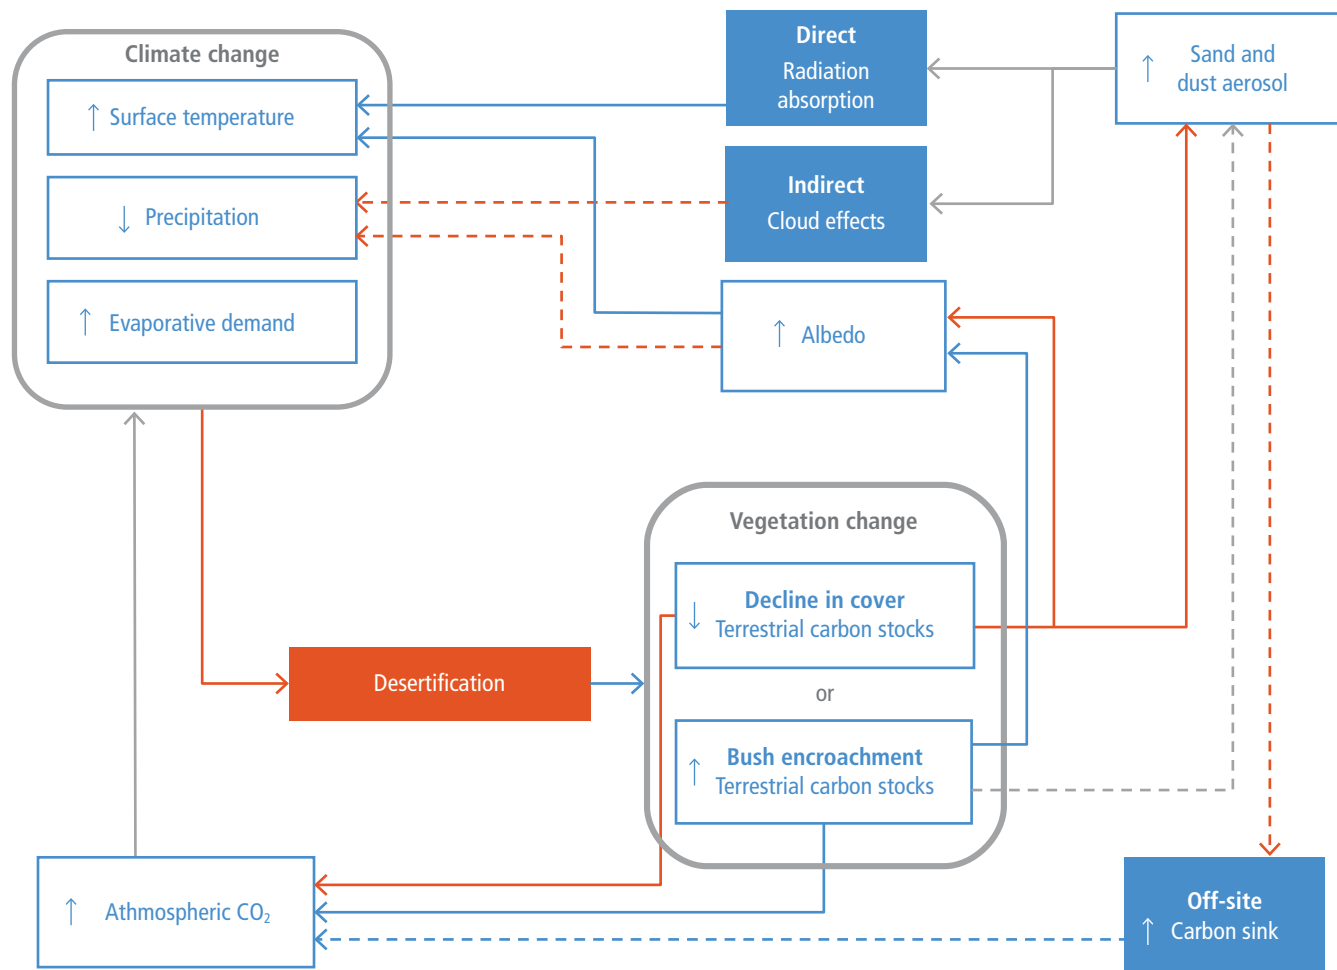 Climate change
↑ Surface temperature
↓ Precipitation
↑ Evaporative demand
Direct
Radiation
absorption
Indirect
Cloud effects
↑ Albedo
↑ Sand and
dust aerosol
Vegetation change
Decline in cover
↓ Terrestrial carbon stocks
or
Bush encroachment
↑ Terrestrial carbon stocks
Desertification
↑ Athmospheric CO₂
Off-site
↑ Carbon sink